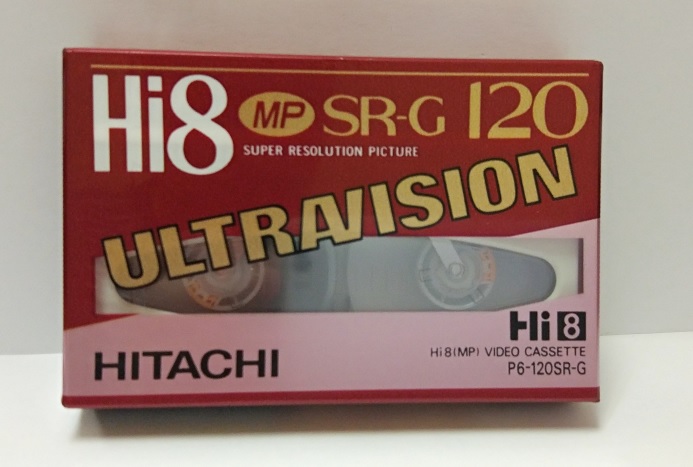 Hi8 MP SR-G 120
SUPER RESOLUTION PICTURE
ULTRAVISION
Hi8
HITACHI
Hi8(MP) VIDEO CASSETTE
P6-120SR-G